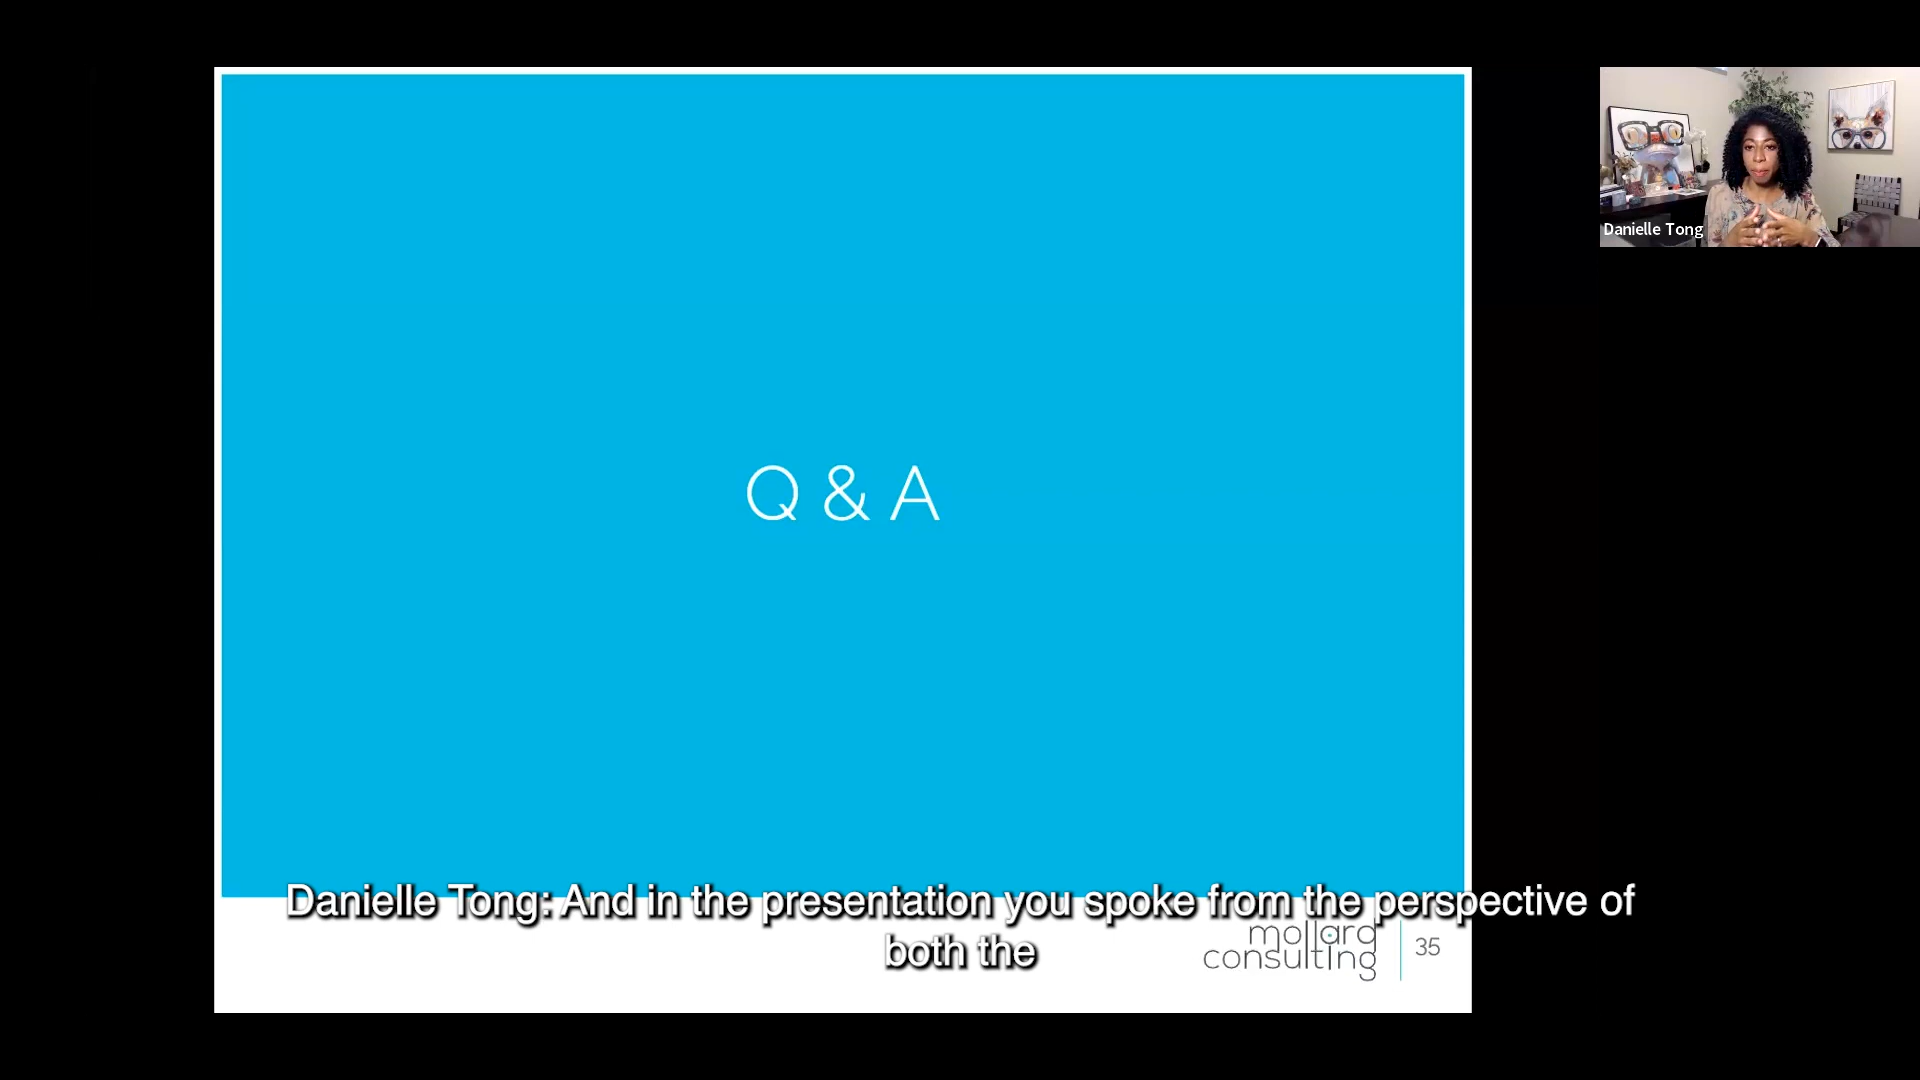 Danielle Tong
Q & A
Danielle Tong: And in the presentation you spoke from the perspective of
both the
mollard
consulting
35